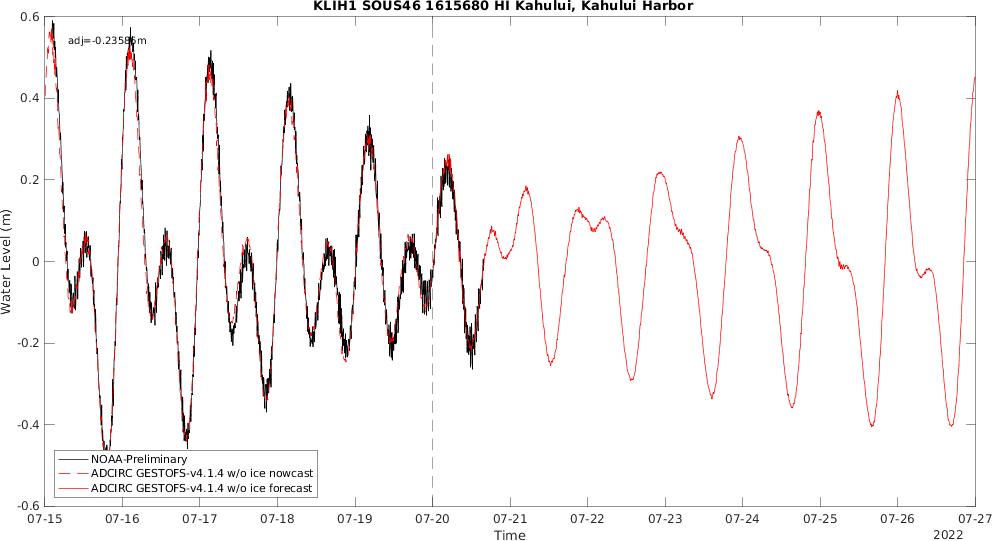 KLIH1 SOUS46 1615680 HI Kahului, Kahului Harbor
adj=-0.23585m
0.6
0.4
0.2
0
-0.2
-0.4
-0.6
Water Level (m)
NOAA-Preliminary
ADCIRC GESTOFS-v4.1.4 w/o ice nowcast
ADCIRC GESTOFS-v4.1.4 w/o ice forecast
07-15 07-16 07-17 07-18 07-19 07-20 07-21 07-22 07-23 07-24 07-25 07-26 07-27
Time
2022